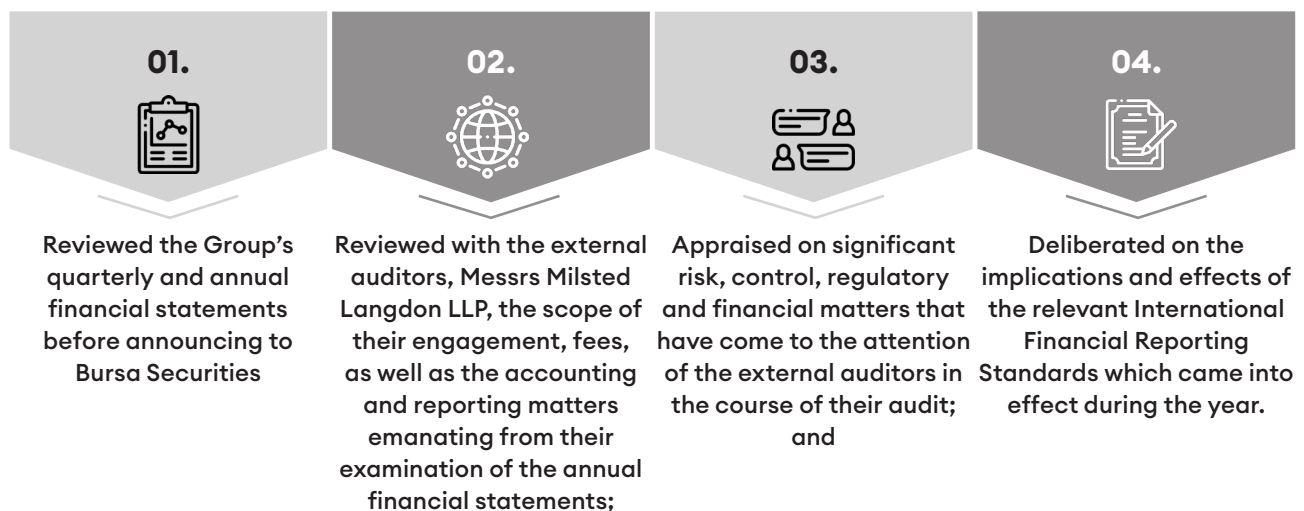 01.
Reviewed the Group's
quarterly and annual
financial statements
before announcing to
Bursa Securities
02.
Reviewed with the external
auditors, Messrs Milsted
Langdon LLP, the scope of
their engagement, fees,
as well as the accounting
and reporting matters
emanating from their
examination of the annual
financial statements;
03.
Appraised on significant
risk, control, regulatory
and financial matters that
have come to the attention
of the external auditors in
the course of their audit;
and
04.
Deliberated on the
implications and effects of
the relevant International
Financial Reporting
Standards which came into
effect during the year.